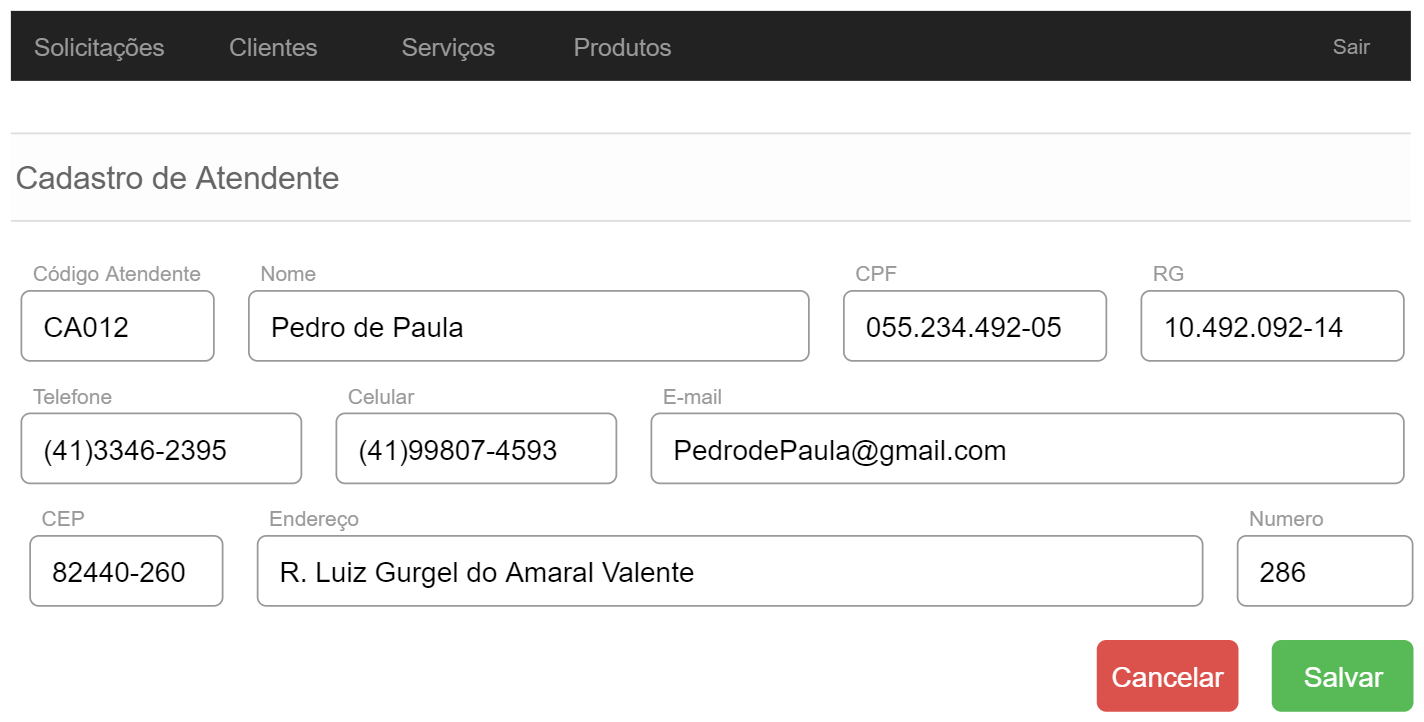 Solicitações Clientes Serviços Produtos Sair
Cadastro de Atendente
Código Atendente Nome CPF RG
CA012 Pedro de Paula 055.234.492-05 10.492.092-14
Telefone Celular E-mail
(41)3346-2395 (41)99807-4593 PedrodePaula@gmail.com
CEP Endereço Numero
82440-260 R. Luiz Gurgel do Amaral Valente 286
Cancelar Salvar